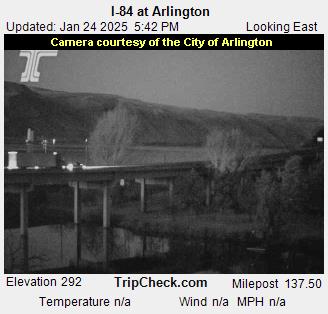 I-84 at Arlington
Updated: Jan 24 2025 5:42 PM Looking East
Camera courtesy of the City of Arlington
Elevation 292 TripCheck.com Milepost 137.50
Temperature n/a Wind n/a MPH n/a